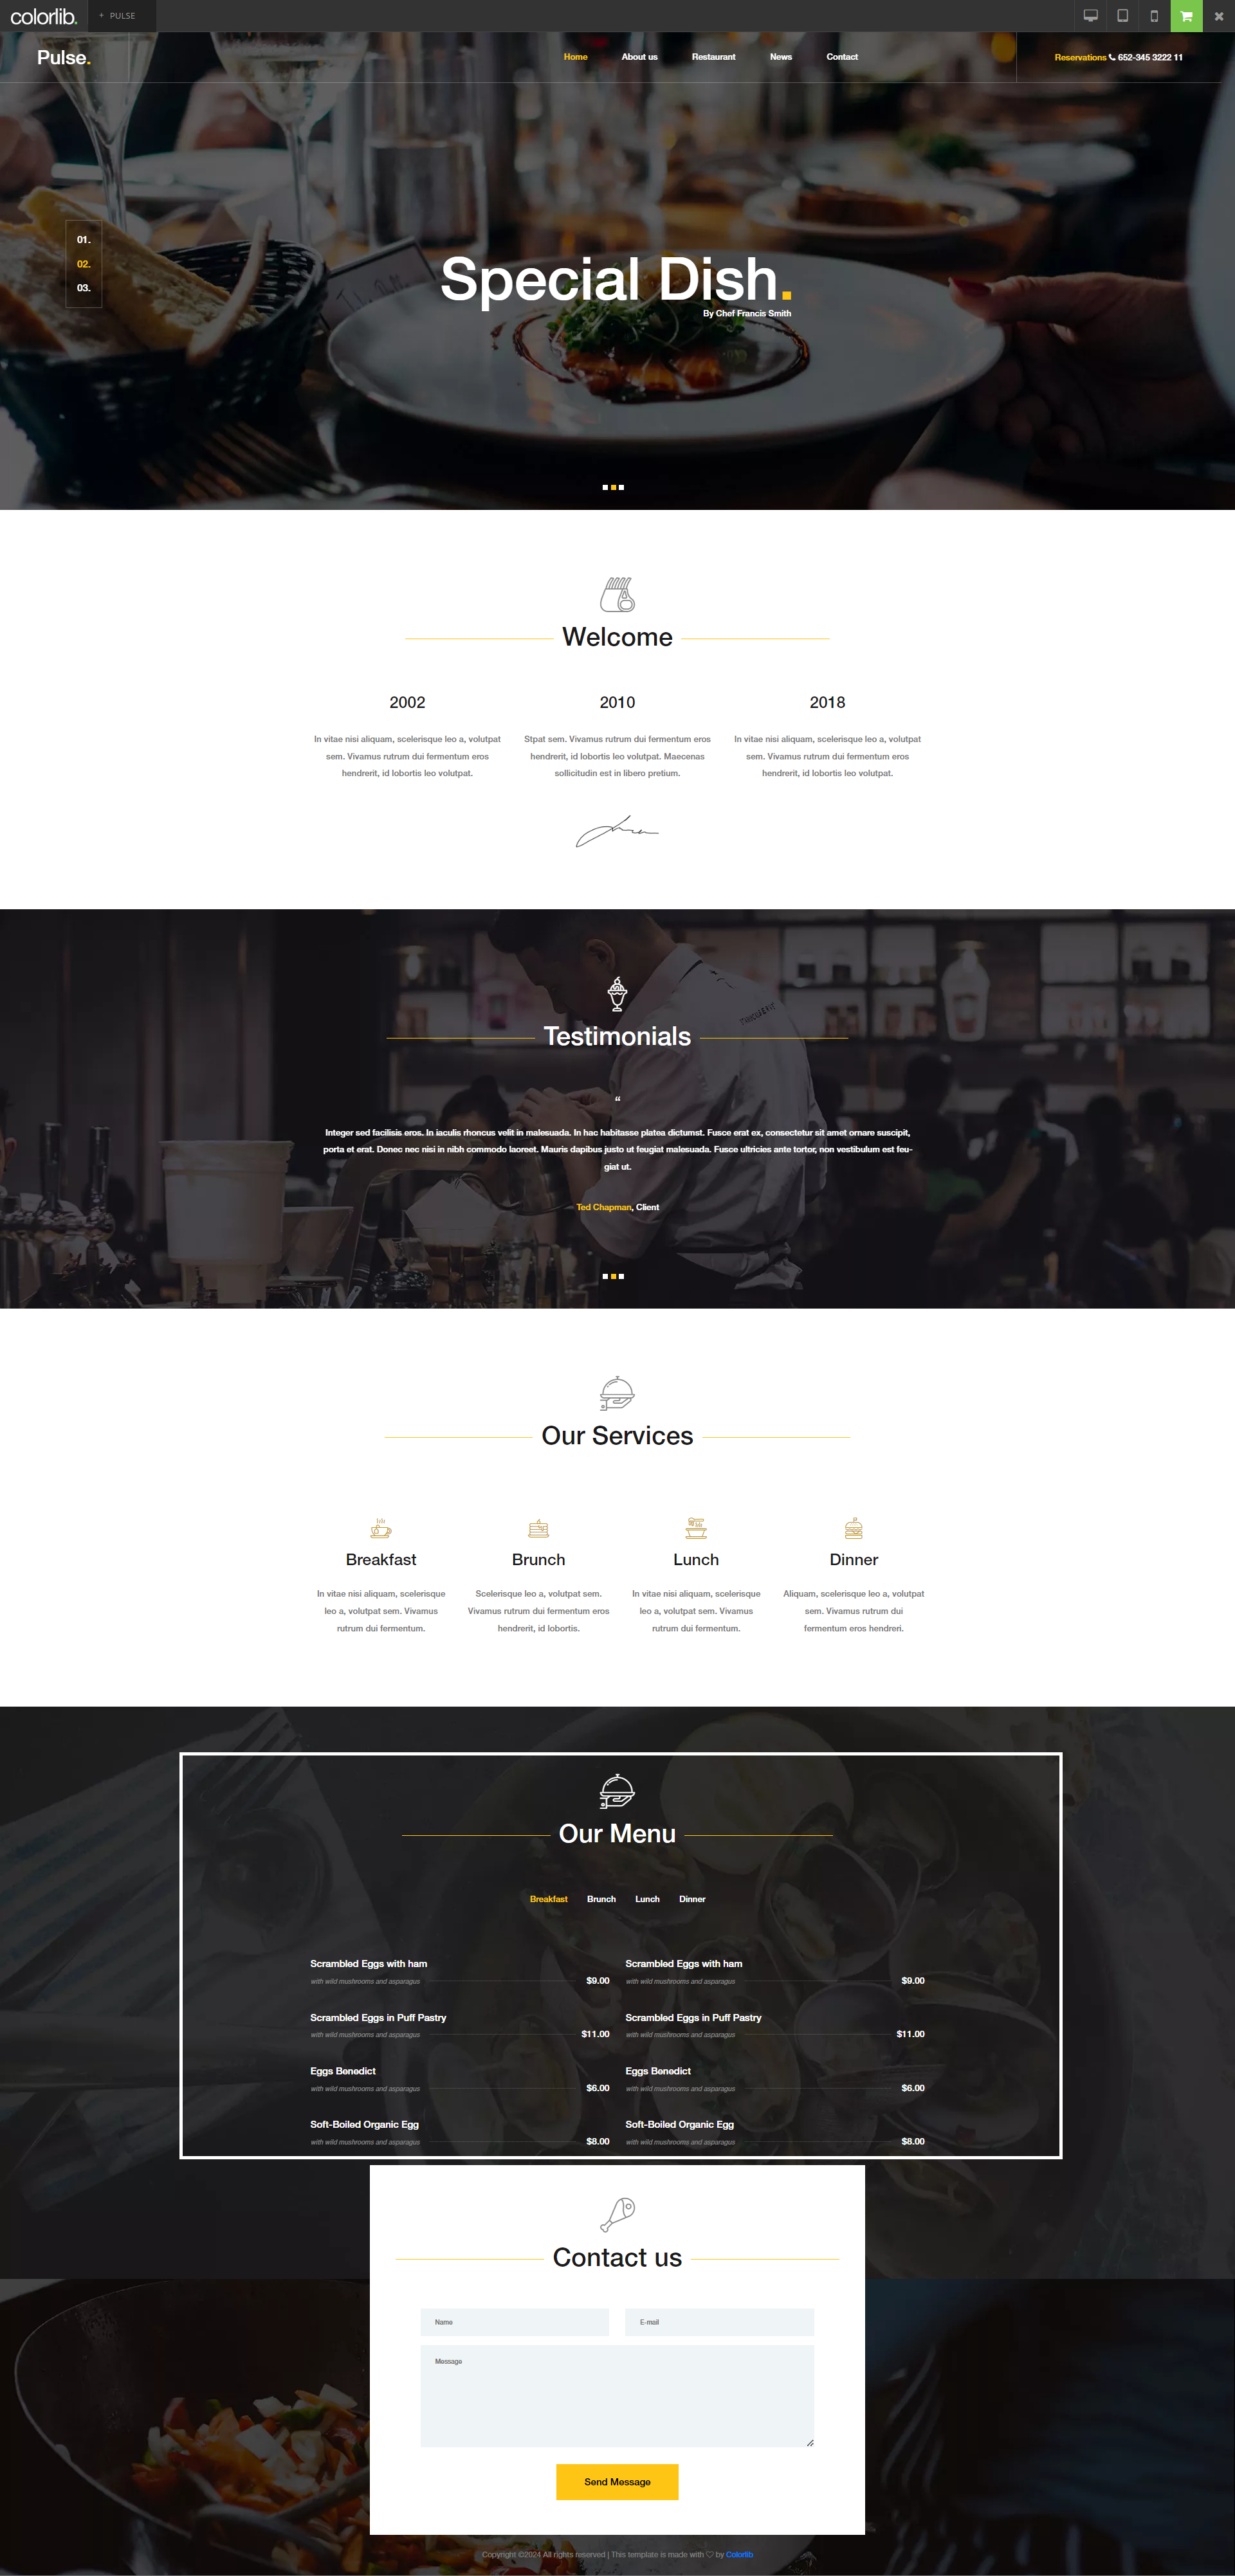 colorlib.
+ PULSE
Pulse.
Home About us Restaurant News Contact
Reservations 652-345 3222 11
01.
02.
03.
Special Dish.
By Chef Francis Smith
Welcome
2002
In vitae nisi aliquam, scelerisque leo a, volutpat
sem. Vivamus rutrum dui fermentum eros
hendrerit, id lobortis leo volutpat.
2010
Stpat sem. Vivamus rutrum dui fermentum eros
hendrerit, id lobortis leo volutpat. Maecenas
sollicitudin est in libero pretium.
2018
In vitae nisi aliquam, scelerisque leo a, volutpat
sem. Vivamus rutrum dui fermentum eros
hendrerit, id lobortis leo volutpat.
Testimonials
“
Integer sed facilisis eros. In iaculis rhoncus velit in malesuada. In hac habitasse platea dictumst. Fusce erat ex, consectetur sit amet ornare suscipit,
porta et erat. Donec nec nisi in nibh commodo laoreet. Mauris dapibus justo ut feugiat malesuada. Fusce ultricies ante tortor, non vestibulum est feu-
giat ut.
Ted Chapman, Client
Our Services
Breakfast
In vitae nisi aliquam, scelerisque
leo a, volutpat sem. Vivamus
rutrum dui fermentum.
Brunch
Scelerisque leo a, volutpat sem.
Vivamus rutrum dui fermentum eros
hendrerit, id lobortis.
Lunch
In vitae nisi aliquam, scelerisque
leo a, volutpat sem. Vivamus
rutrum dui fermentum.
Dinner
Aliquam, scelerisque leo a, volutpat
sem. Vivamus rutrum dui
fermentum eros hendreri.
Our Menu
Breakfast Brunch Lunch Dinner
Scrambled Eggs with ham
with wild mushrooms and asparagus $9.00
Scrambled Eggs in Puff Pastry
with wild mushrooms and asparagus $11.00
Eggs Benedict
with wild mushrooms and asparagus $6.00
Soft-Boiled Organic Egg
with wild mushrooms and asparagus $8.00
Scrambled Eggs with ham
with wild mushrooms and asparagus $9.00
Scrambled Eggs in Puff Pastry
with wild mushrooms and asparagus $11.00
Eggs Benedict
with wild mushrooms and asparagus $6.00
Soft-Boiled Organic Egg
with wild mushrooms and asparagus $8.00
Contact us
Name
E-mail
Message
Send Message
Copyright ©2024 All rights reserved | This template is made with ♡ by Colorlib